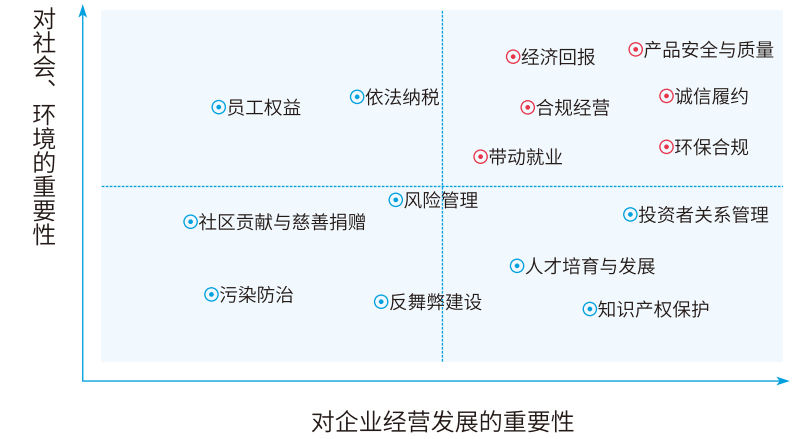 对社会、环境的重要性
产品安全与质量
经济回报
依法纳税
诚信履约
员工权益
合规经营
环保合规
带动就业
风险管理
投资者关系管理
社区贡献与慈善捐赠
人才培育与发展
污染防治
反舞弊建设
知识产权保护
对企业经营发展的重要性